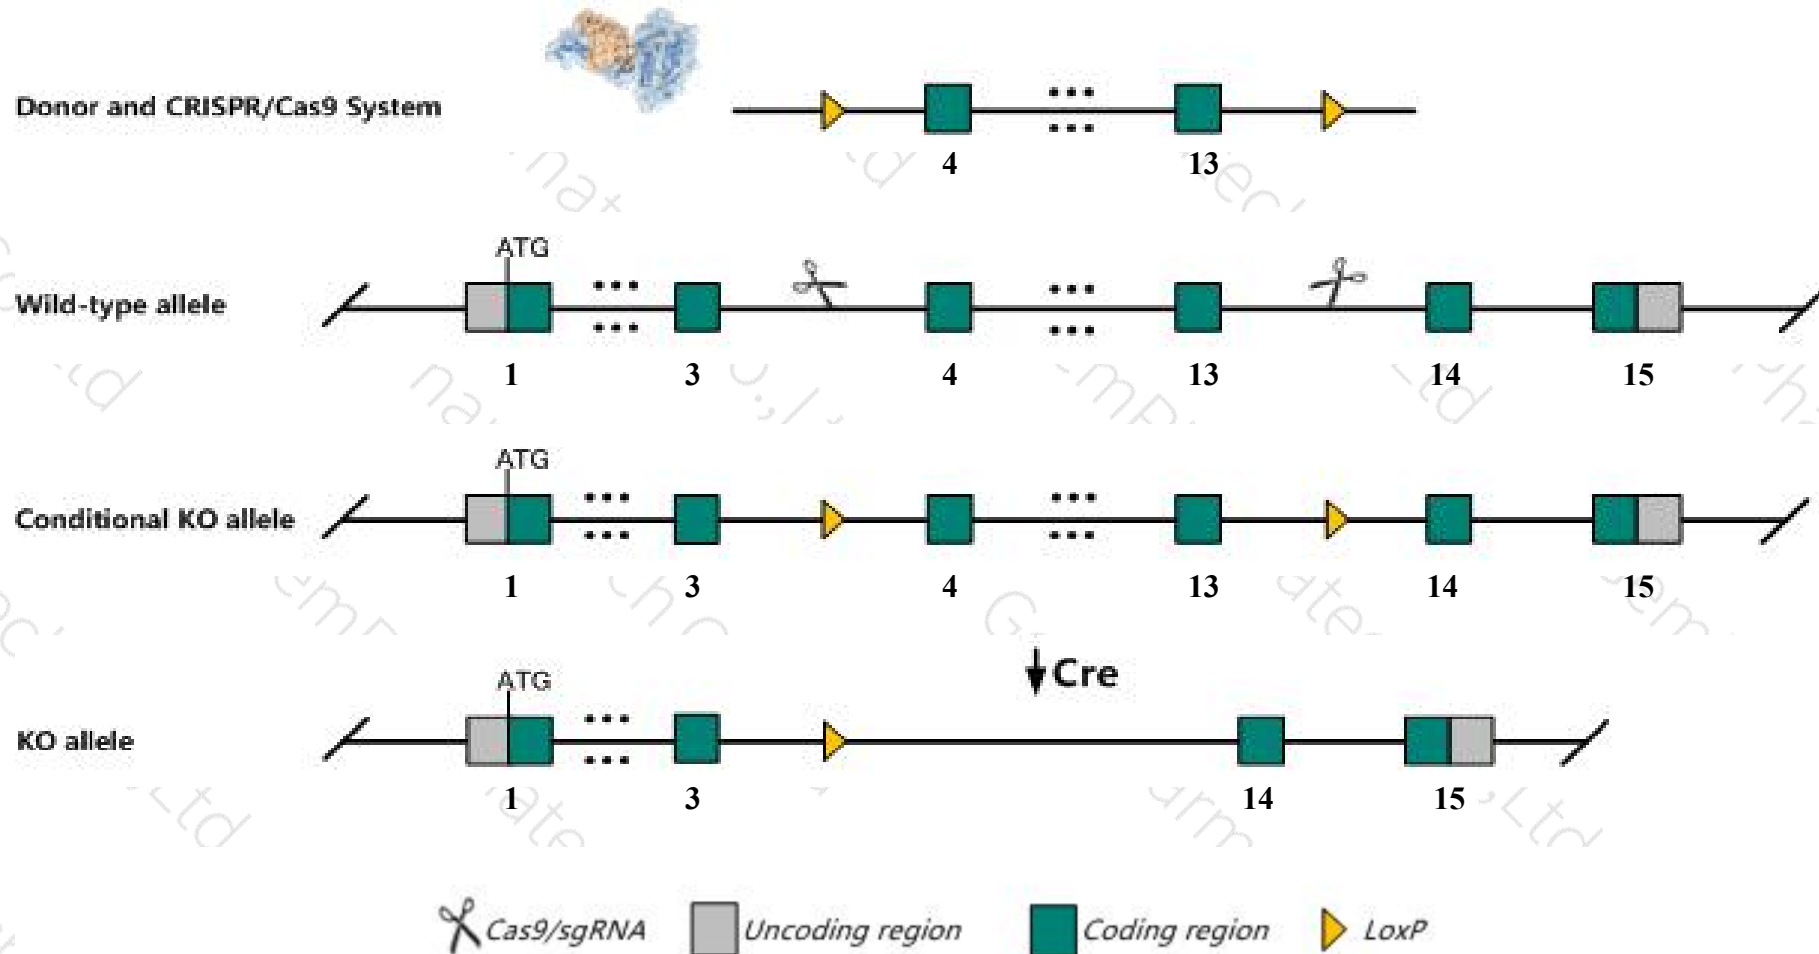 Donor and CRISPR/Cas9 System
4 13
ATG
Wild-type allele
1 3 4 13 14 15
ATG
Conditional KO allele
1 3 4 13 14 15
Cre
ATG
KO allele
1 3 14 15
Cas9/sgRNA Uncoding region Coding region LoxP